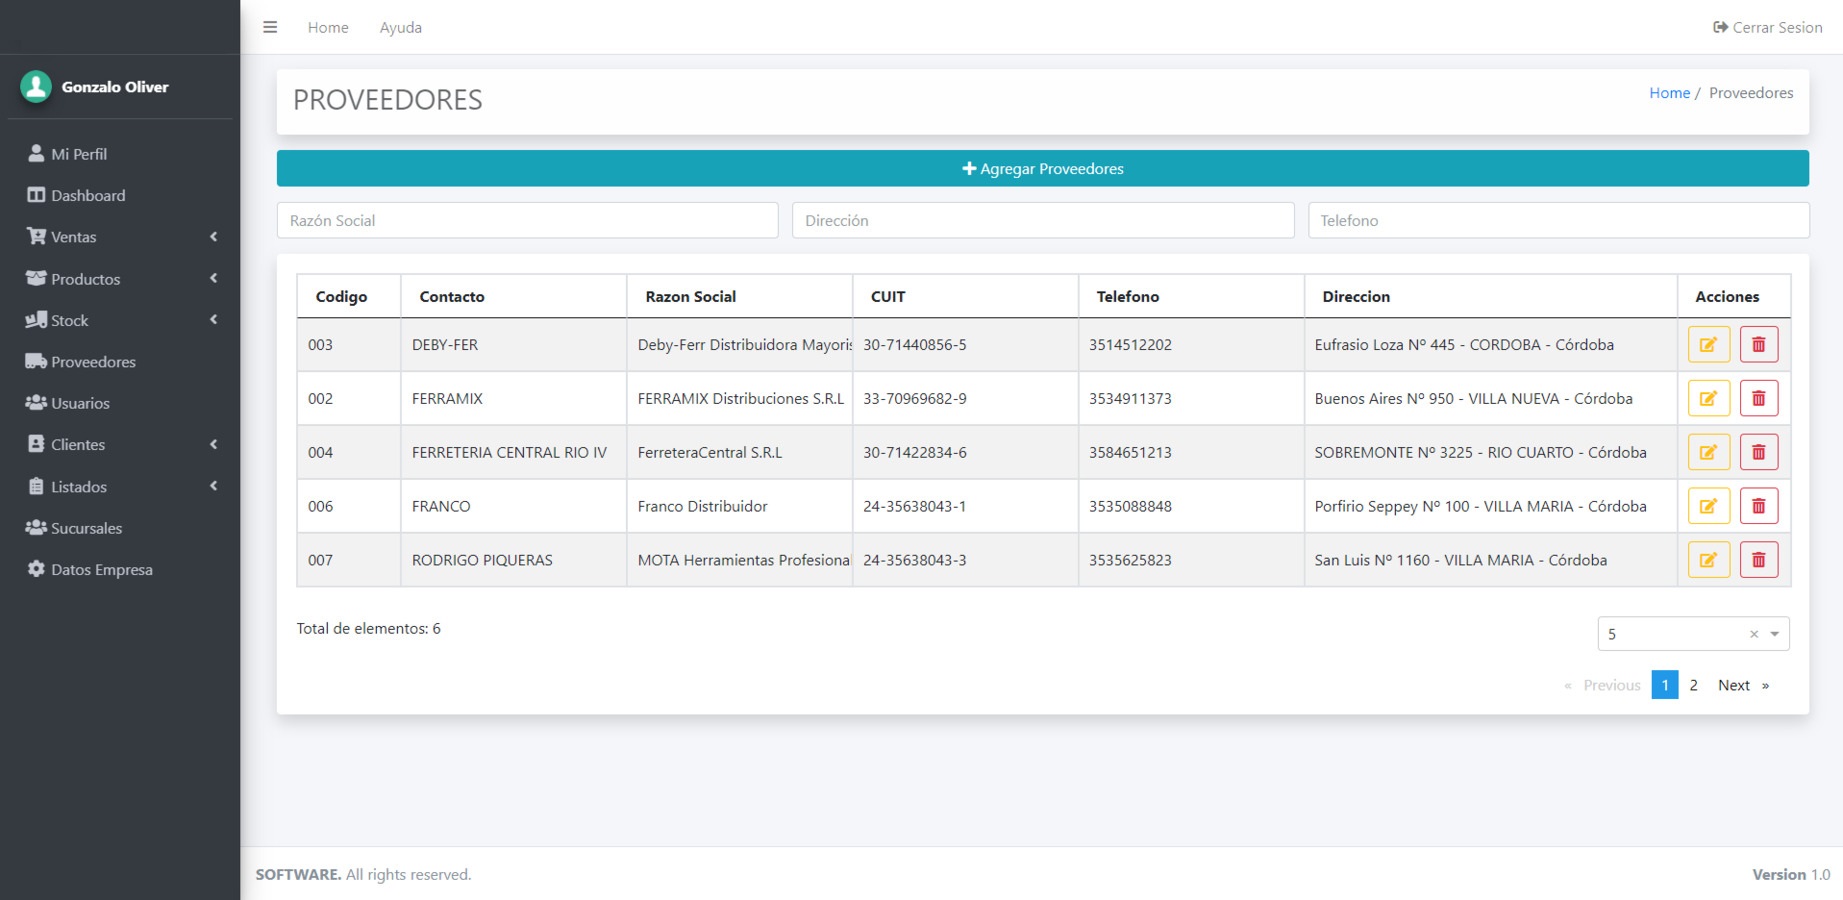 Home Ayuda Cerrar Sesion
Gonzalo Oliver
Mi Perfil
Dashboard
Ventas
Productos
Stock
Proveedores
Usuarios
Clientes
Listados
Sucursales
Datos Empresa
PROVEEDORES
Home / Proveedores
Agregar Proveedores
Razón Social Dirección Telefono
Codigo Contacto Razon Social CUIT Telefono Direccion Acciones
003 DEBY-FER Deby-Ferr Distribuidora Mayoris 30-71440856-5 3514512202 Eufrasio Loza Nº 445 - CORDOBA - Córdoba
002 FERRAMIX FERRAMIX Distribuciones S.R.L 33-70969682-9 3534911373 Buenos Aires Nº 950 - VILLA NUEVA - Córdoba
004 FERRETERIA CENTRAL RIO IV FerreteraCentral S.R.L 30-71422834-6 3584651213 SOBREMONTE Nº 3225 - RIO CUARTO - Córdoba
006 FRANCO Franco Distribuidor 24-35638043-1 3535088848 Porfirio Seppey Nº 100 - VILLA MARIA - Córdoba
007 RODRIGO PIQUERAS MOTA Herramientas Profesional 24-35638043-3 3535625823 San Luis Nº 1160 - VILLA MARIA - Córdoba
Total de elementos: 6
5 ×
« Previous 1 2 Next »
SOFTWARE. All rights reserved.
Version 1.0